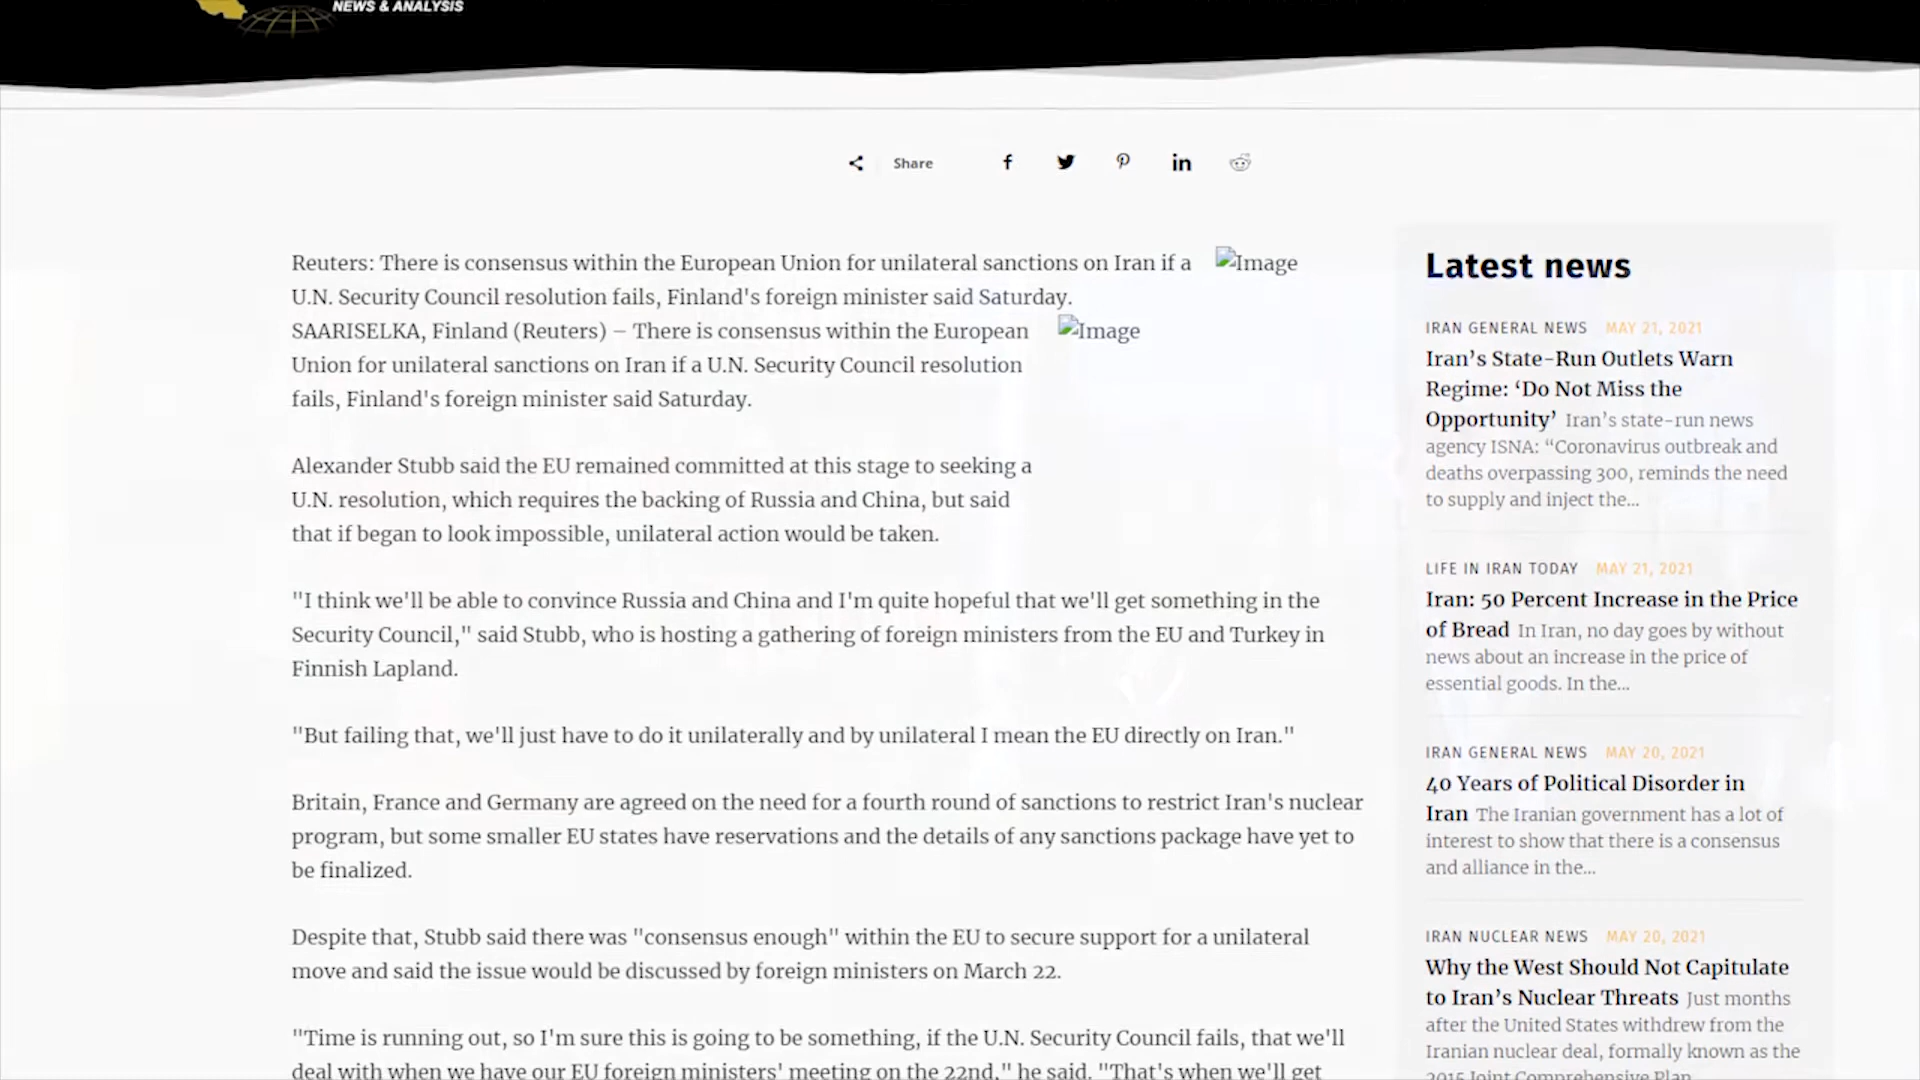 NEWS & ANALYSIS
Share
Reuters: There is consensus within the European Union for unilateral sanctions on Iran if a
Image
U.N. Security Council resolution fails, Finland's foreign minister said Saturday.
SAARISELKA, Finland (Reuters) – There is consensus within the European
Image
Union for unilateral sanctions on Iran if a U.N. Security Council resolution
fails, Finland's foreign minister said Saturday.
Alexander Stubb said the EU remained committed at this stage to seeking a
U.N. resolution, which requires the backing of Russia and China, but said
that if began to look impossible, unilateral action would be taken.
"I think we'll be able to convince Russia and China and I'm quite hopeful that we'll get something in the
Security Council," said Stubb, who is hosting a gathering of foreign ministers from the EU and Turkey in
Finnish Lapland.
"But failing that, we'll just have to do it unilaterally and by unilateral I mean the EU directly on Iran."
Britain, France and Germany are agreed on the need for a fourth round of sanctions to restrict Iran's nuclear
program, but some smaller EU states have reservations and the details of any sanctions package have yet to
be finalized.
Despite that, Stubb said there was "consensus enough" within the EU to secure support for a unilateral
move and said the issue would be discussed by foreign ministers on March 22.
"Time is running out, so I'm sure this is going to be something, if the U.N. Security Council fails, that we'll
deal with when we have our EU foreign ministers' meeting on the 22nd," he said. "That's when we'll get
Latest news
IRAN GENERAL NEWS MAY 21, 2021
Iran's State-Run Outlets Warn
Regime: 'Do Not Miss the
Opportunity' Iran's state-run news
agency ISNA: “Coronavirus outbreak and
deaths overpassing 300, reminds the need
to supply and inject the...
LIFE IN IRAN TODAY MAY 21, 2021
Iran: 50 Percent Increase in the Price
of Bread In Iran, no day goes by without
news about an increase in the price of
essential goods. In the...
IRAN GENERAL NEWS MAY 20, 2021
40 Years of Political Disorder in
Iran The Iranian government has a lot of
interest to show that there is a consensus
and alliance in the...
IRAN NUCLEAR NEWS MAY 20, 2021
Why the West Should Not Capitulate
to Iran's Nuclear Threats Just months
after the United States withdrew from the
Iranian nuclear deal, formally known as the
2015 Joint Comprehensive Plan